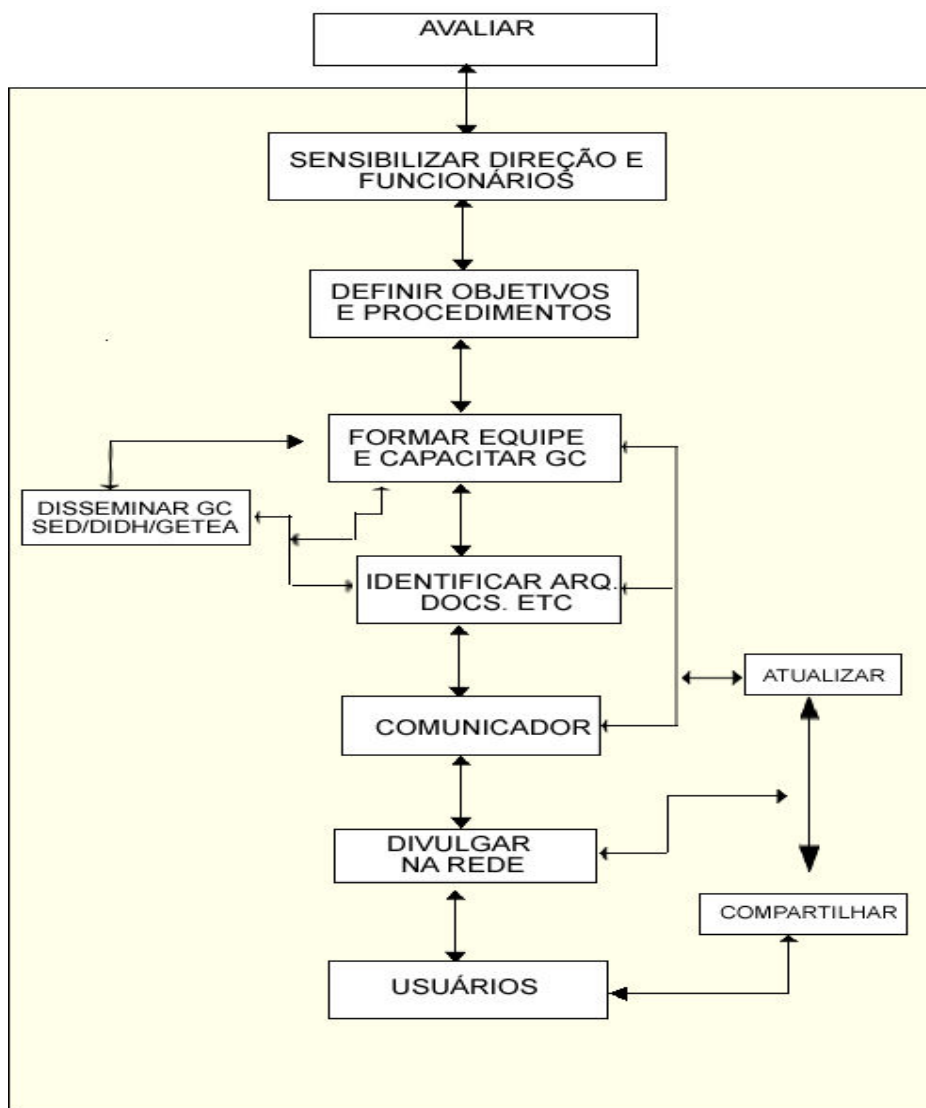 AVALIAR
SENSIBILIZAR DIREÇÃO E
FUNCIONÁRIOS
DEFINIR OBJETIVOS
E PROCEDIMENTOS
FORMAR EQUIPE
E CAPACITAR GC
DISSEMINAR GC
SED/DIDH/GETEA
IDENTIFICAR ARQ.
DOCS. ETC
ATUALIZAR
COMUNICADOR
DIVULGAR
NA REDE
COMPARTILHAR
USUÁRIOS